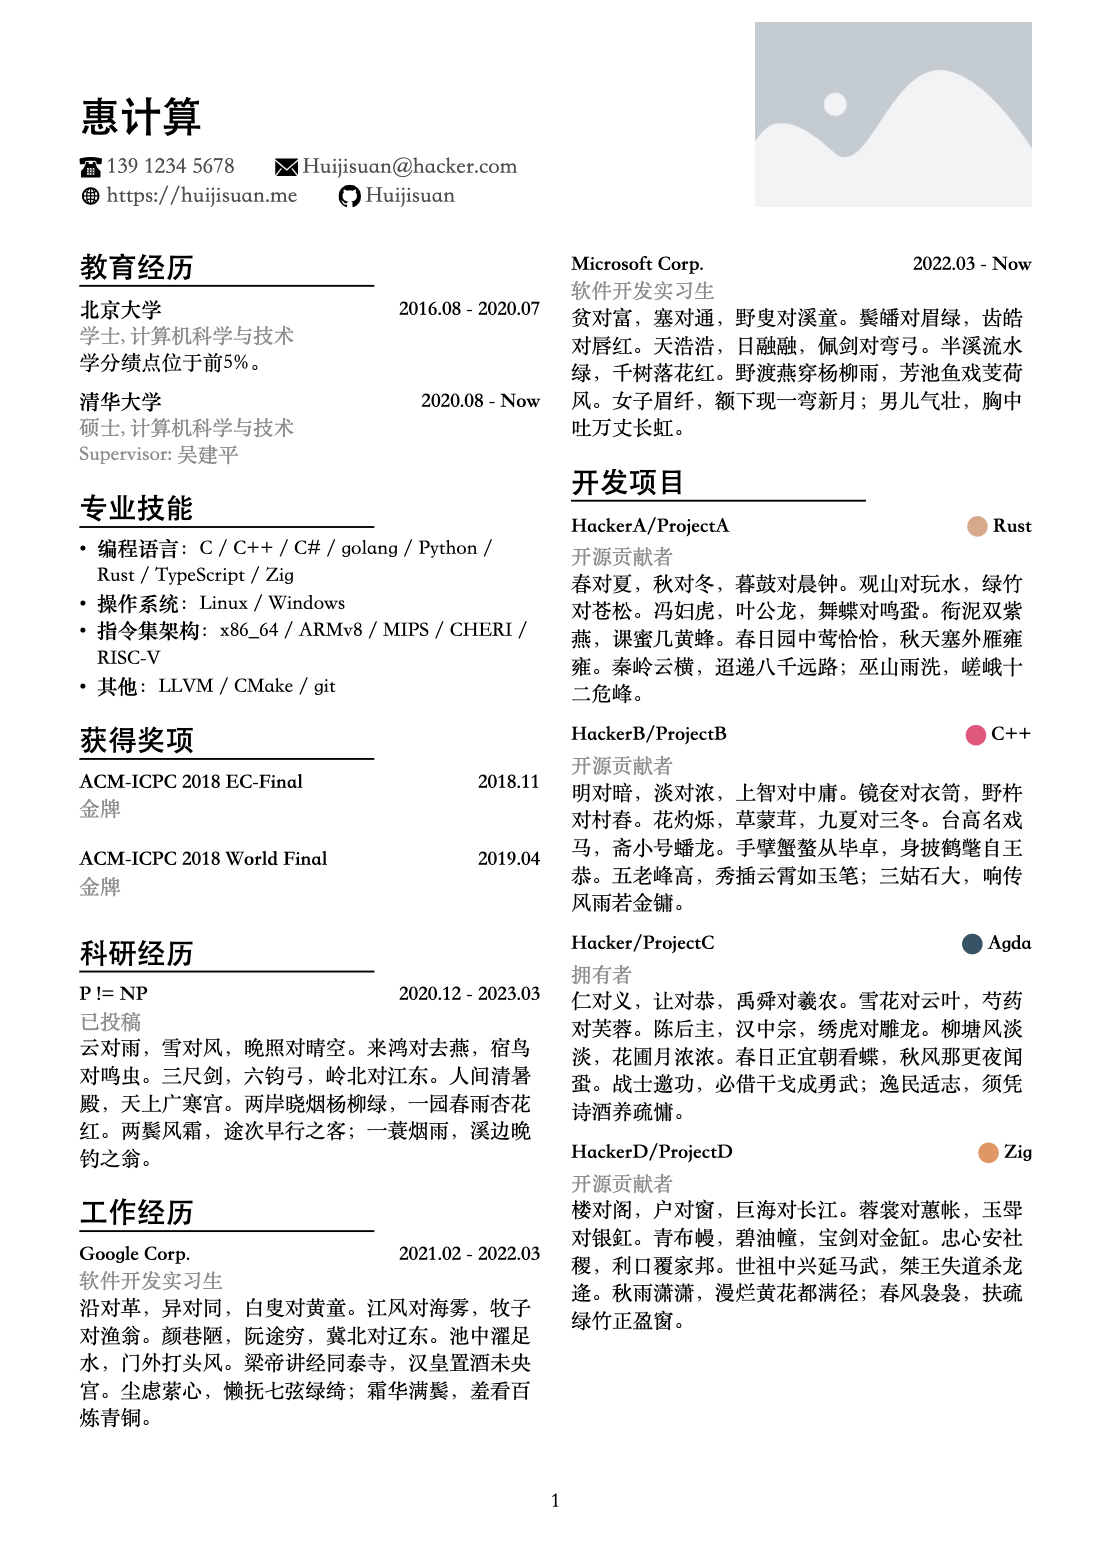 惠计算
139 1234 5678 Huijisuan@hacker.com
https://huijisuan.me Huijisuan
教育经历
北京大学 2016.08 - 2020.07
学士, 计算机科学与技术
学分绩点位于前5%。
清华大学 2020.08 - Now
硕士, 计算机科学与技术
Supervisor: 吴建平
专业技能
• 编程语言：C / C++ / C# / golang / Python /
Rust / TypeScript / Zig
• 操作系统：Linux / Windows
• 指令集架构：x86_64 / ARMv8 / MIPS / CHERI /
RISC-V
• 其他：LLVM / CMake / git
获得奖项
ACM-ICPC 2018 EC-Final 2018.11
金牌
ACM-ICPC 2018 World Final 2019.04
金牌
科研经历
P != NP 2020.12 - 2023.03
已投稿
云对雨，雪对风，晚照对晴空。来鸿对去燕，宿鸟
对鸣虫。三尺剑，六钧弓，岭北对江东。人间清暑
殿，天上广寒宫。两岸晓烟杨柳绿，一园春雨杏花
红。两鬓风霜，途次早行之客；一蓑烟雨，溪边晚
钓之翁。
工作经历
Google Corp. 2021.02 - 2022.03
软件开发实习生
沿对革，异对同，白叟对黄童。江风对海雾，牧子
对渔翁。颜巷陋，阮途穷，冀北对辽东。池中濯足
水，门外打头风。梁帝讲经同泰寺，汉皇置酒未央
宫。尘虑萦心，懒抚七弦绿绮；霜华满鬓，羞看百
炼青铜。
Microsoft Corp. 2022.03 - Now
软件开发实习生
贫对富，塞对通，野叟对溪童。鬓皤对眉绿，齿皓
对唇红。天浩浩，日融融，佩剑对弯弓。半溪流水
绿，千树落花红。野渡燕穿杨柳雨，芳池鱼戏芰荷
风。女子眉纤，额下现一弯新月；男儿气壮，胸中
吐万丈长虹。
开发项目
HackerA/ProjectA Rust
开源贡献者
春对夏，秋对冬，暮鼓对晨钟。观山对玩水，绿竹
对苍松。冯妇虎，叶公龙，舞蝶对鸣蛩。衔泥双紫
燕，课蜜几黄蜂。春日园中莺恰恰，秋天塞外雁雍
雍。秦岭云横，迢递八千远路；巫山雨洗，嵯峨十
二危峰。
HackerB/ProjectB C++
开源贡献者
明对暗，淡对浓，上智对中庸。镜奁对衣笥，野杵
对村舂。花灼烁，草蒙茸，九夏对三冬。台高名戏
马，斋小号蟠龙。手擘蟹螯从毕卓，身披鹤氅自王
恭。五老峰高，秀插云霄如玉笔；三姑石大，响传
风雨若金镛。
Hacker/ProjectC Agda
拥有者
仁对义，让对恭，禹舜对羲农。雪花对云叶，芍药
对芙蓉。陈后主，汉中宗，绣虎对雕龙。柳塘风淡
淡，花圃月浓浓。春日正宜朝看蝶，秋风那更夜闻
蛩。战士邀功，必借干戈成勇武；逸民适志，须凭
诗酒养疏慵。
HackerD/ProjectD Zig
开源贡献者
楼对阁，户对窗，巨海对长江。蓉裳对蕙帐，玉斝
对银釭。青布幔，碧油幢，宝剑对金缸。忠心安社
稷，利口覆家邦。世祖中兴延马武，桀王失道杀龙
逄。秋雨潇潇，漫烂黄花都满径；春风袅袅，扶疏
绿竹正盈窗。
1